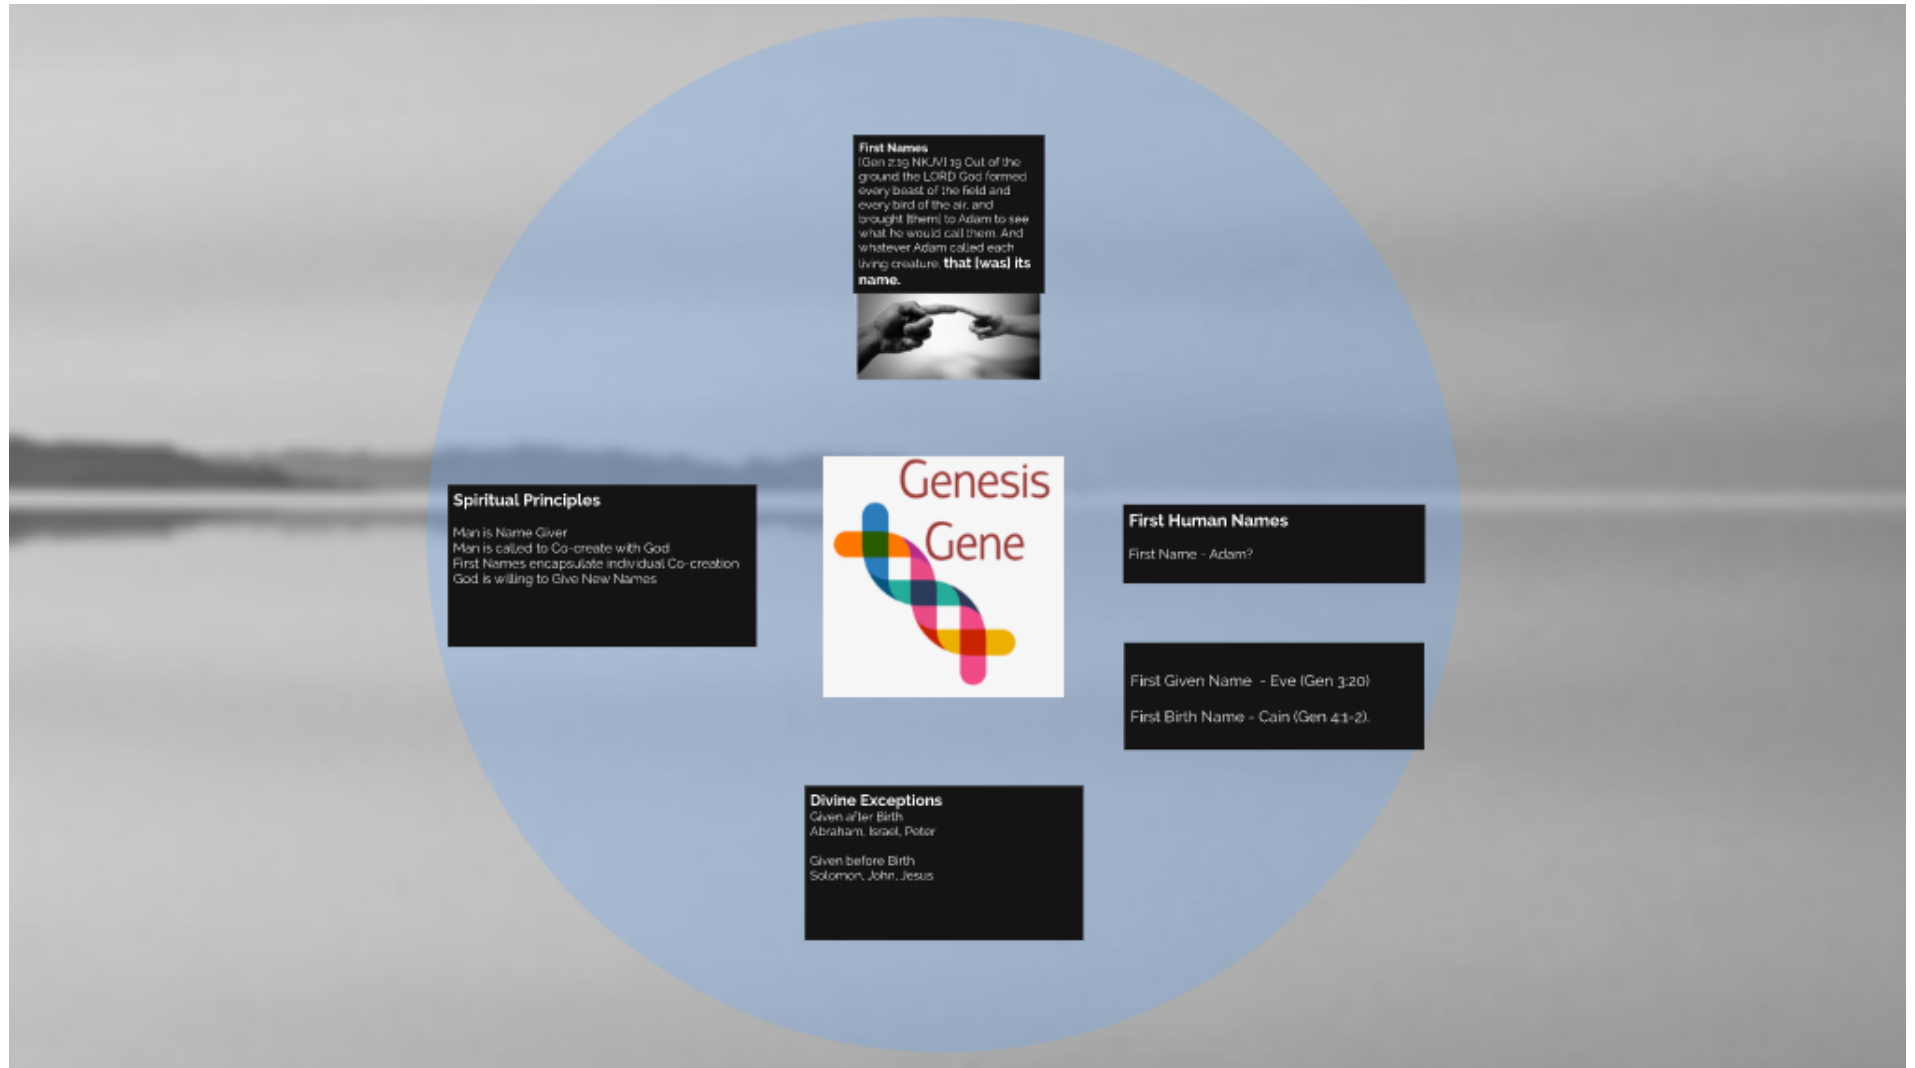 First Names
[Gen 2:19 NKJV] 19 Out of the
ground the LORD God formed
every beast of the field and
every bird of the air, and
brought [them] to Adam to see
what he would call them. And
whatever Adam called each
living creature, that [was] its
name.
Genesis
Gene
Spiritual Principles
Man is Name Giver
Man is called to Co-create with God
First Names encapsulate individual Co-creation
God is willing to Give New Names
First Human Names
First Name - Adam?
First Given Name - Eve (Gen 3:20)
First Birth Name - Cain (Gen 4:1-2).
Divine Exceptions
Given after Birth
Abraham, Israel, Peter
Given before Birth
Solomon, John, Jesus